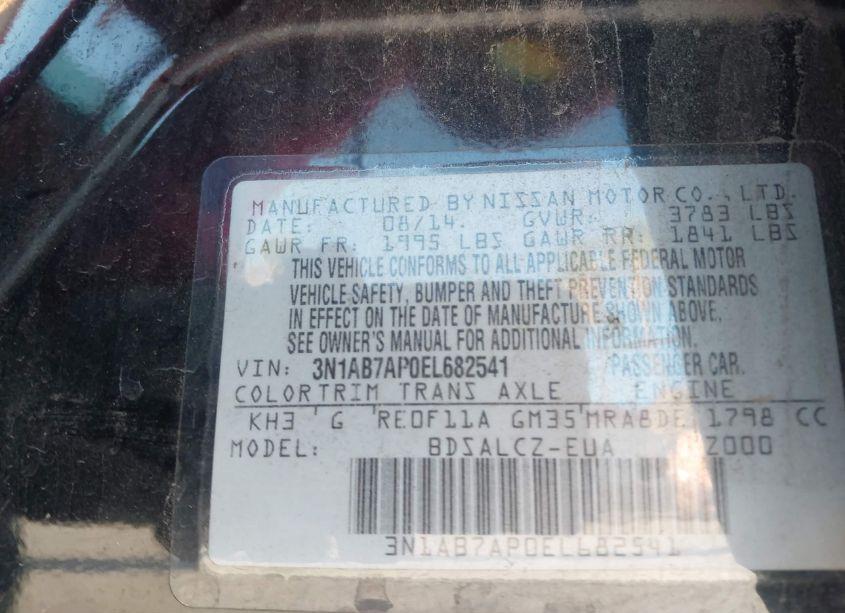 MANUFACTURED BY NISSAN MOTOR CO., LTD.
DATE: 08/14. GVWR: 3783 LBS
GAWR FR: 1995 LBS GAWR RR: 1841 LBS
THIS VEHICLE CONFORMS TO ALL APPLICABLE FEDERAL MOTOR
VEHICLE SAFETY, BUMPER AND THEFT PREVENTION STANDARDS
IN EFFECT ON THE DATE OF MANUFACTURE SHOWN ABOVE.
SEE OWNER'S MANUAL FOR ADDITIONAL INFORMATION.
VIN: 3N1AB7AP0EL682541 PASSENGER CAR.
COLOR TRIM TRANS AXLE ENGINE
KH3 G RE0F11A GM35 MRA8DE 1798 CC
MODEL: BDSALCZ-EUA Z000
3N1AB7AP0EL682541